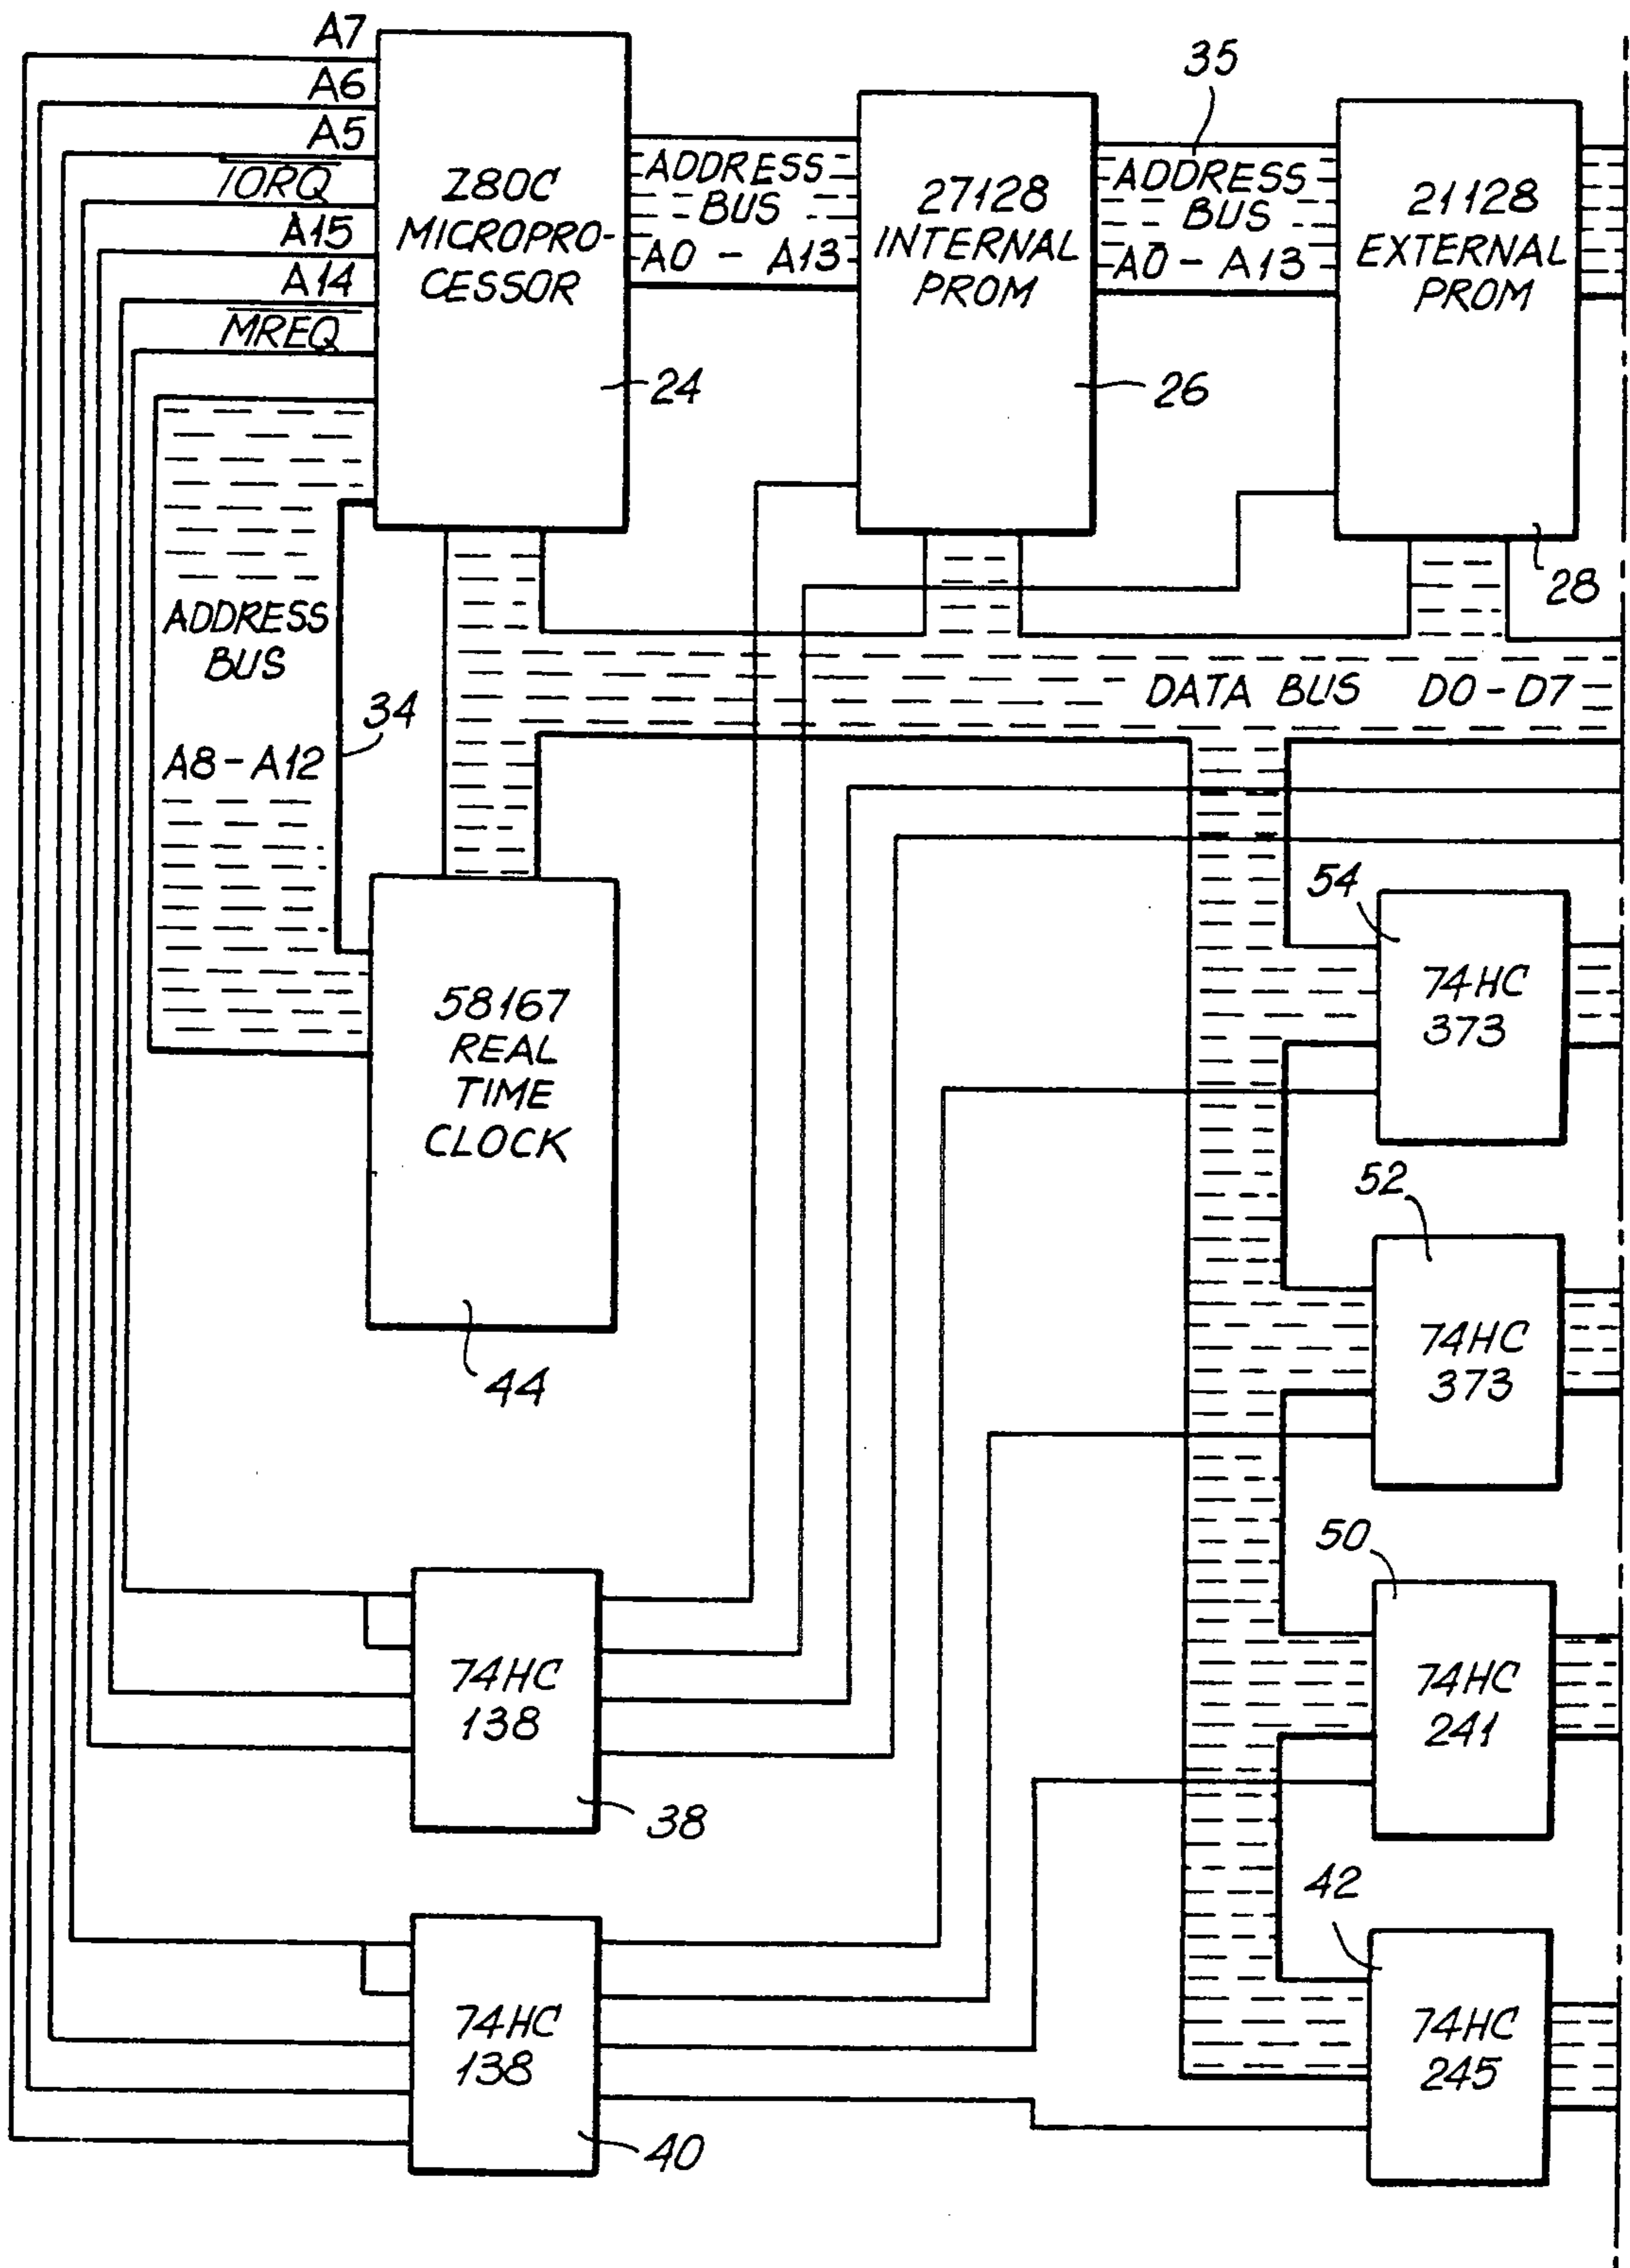 A7
A6
A5
IORQ
A15
A14
MREQ
Z80C
MICROPRO-
CESSOR
24
ADDRESS
BUS
A0 - A13
27128
INTERNAL
PROM
26
35
ADDRESS
BUS
A0 - A13
21128
EXTERNAL
PROM
28
ADDRESS
BUS
A8 - A12
34
DATA BUS D0 - D7
58167
REAL
TIME
CLOCK
44
54
74HC
373
52
74HC
373
50
74HC
241
42
74HC
245
74HC
138
38
74HC
138
40